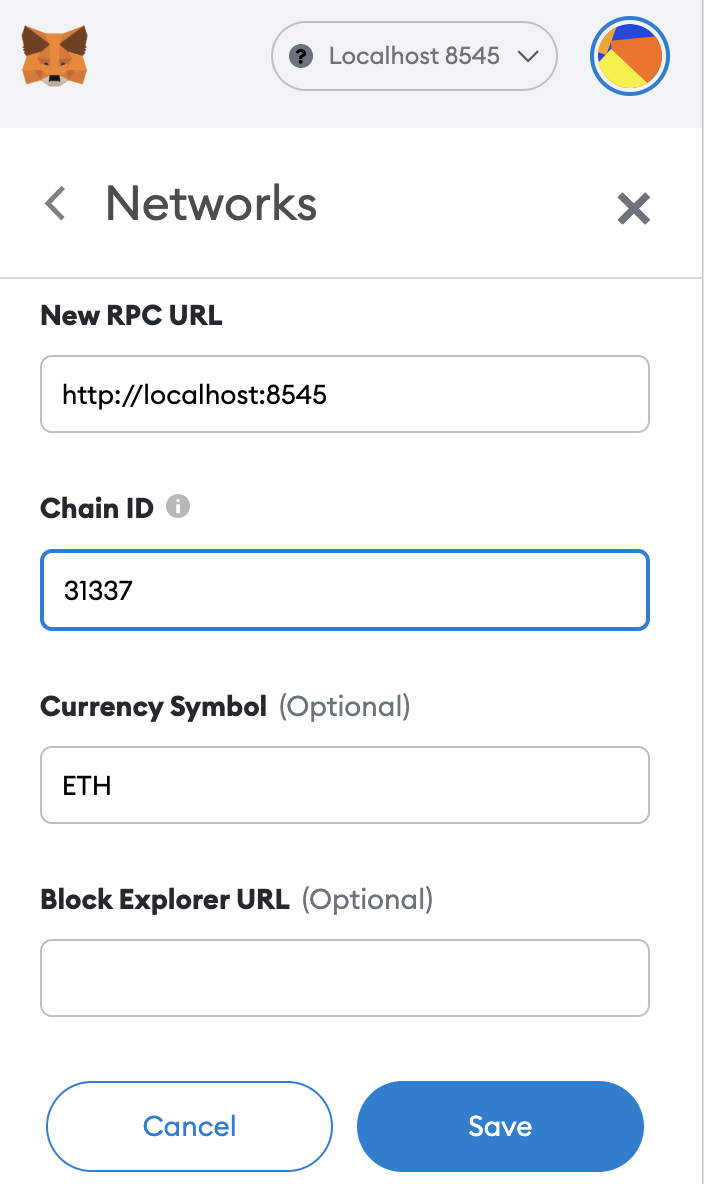 Localhost 8545
Networks
New RPC URL
http://localhost:8545
Chain ID
31337
Currency Symbol (Optional)
ETH
Block Explorer URL (Optional)
Cancel
Save